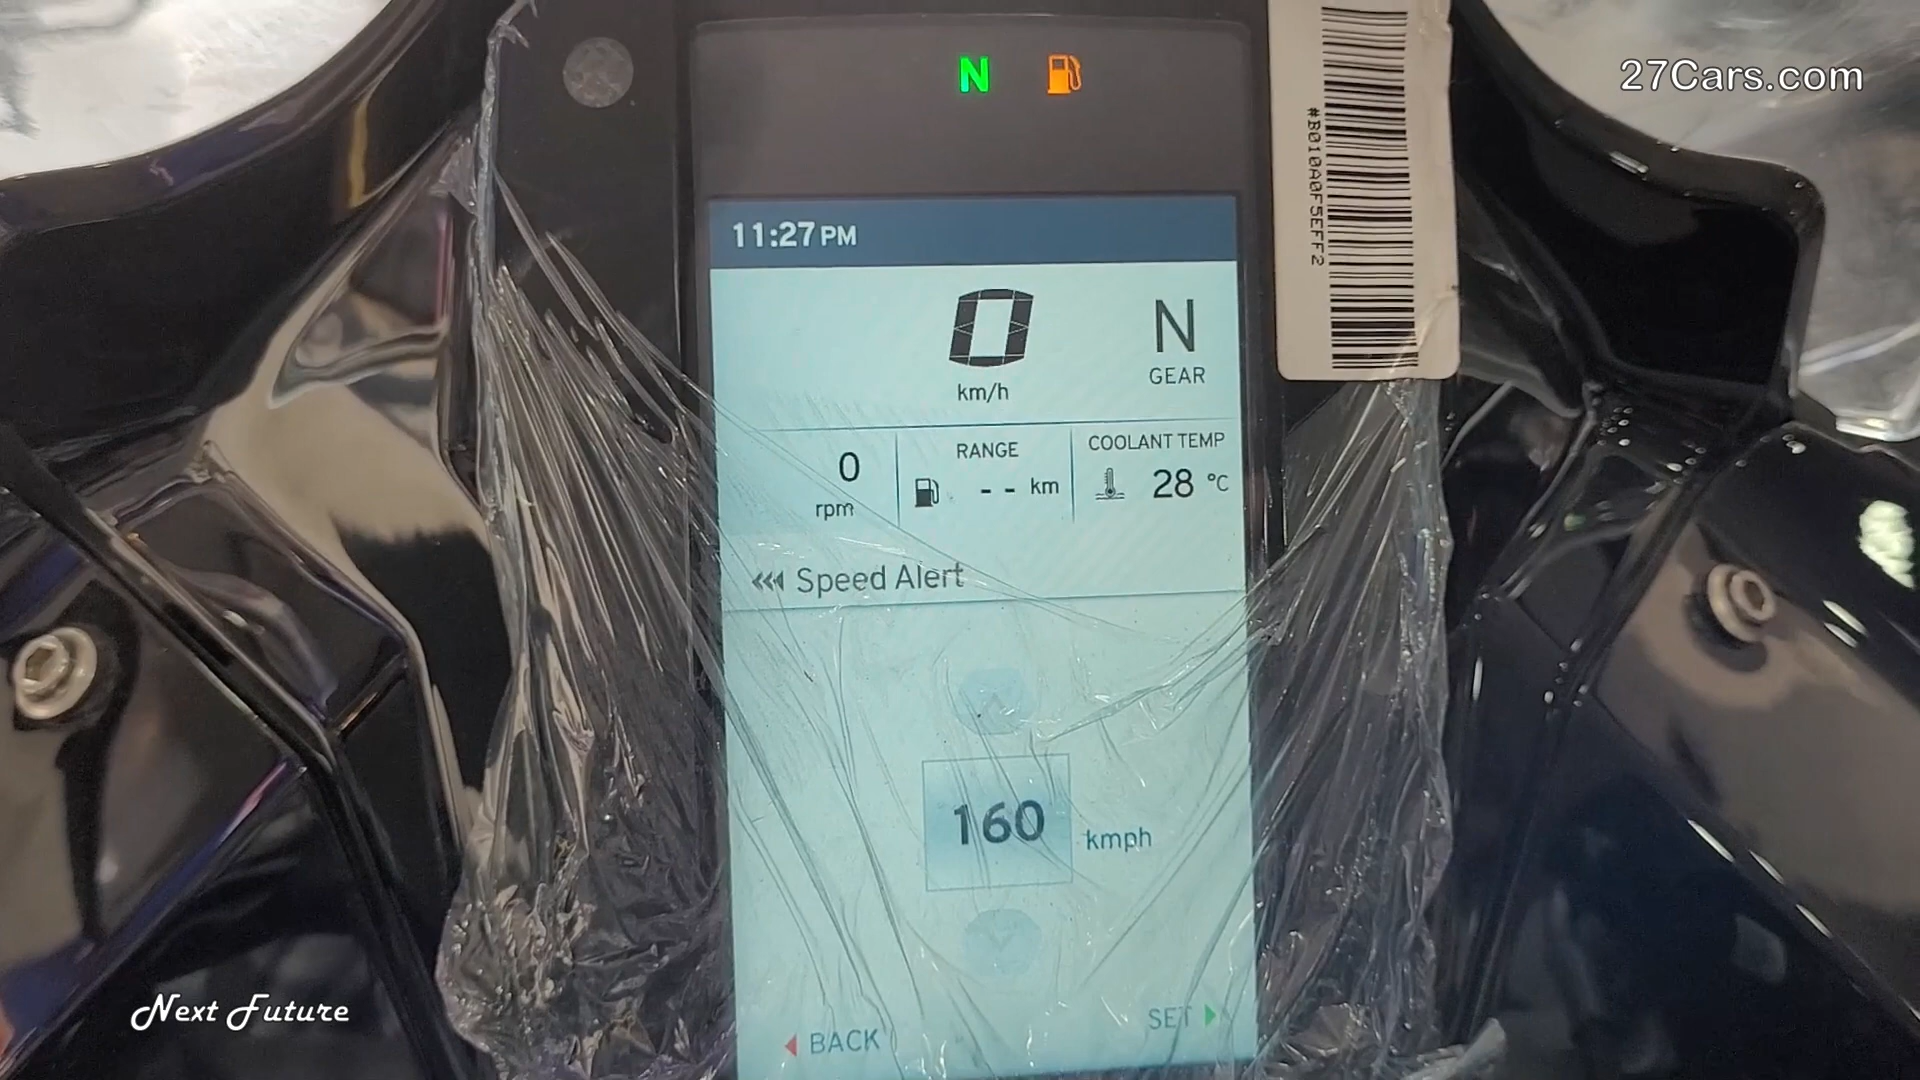 N
27Cars.com
#B010A0F5EFF2
11:27 PM
0
km/h
N
GEAR
0
rpm
RANGE
-- km
COOLANT TEMP
28 °C
Speed Alert
160 kmph
BACK
SET
Next Future